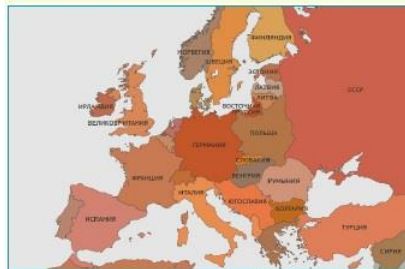 ФИНЛЯНДИЯ
НОРВЕГИЯ
ШВЕЦИЯ
ЭСТОНИЯ
ЛАТВИЯ
ЛИТВА
СССР
ИРЛАНДИЯ
ВЕЛИКОБРИТАНИЯ
ВОСТОЧНАЯ
ПРУССИЯ
ГЕРМАНИЯ
ПОЛЬША
СЛОВАКИЯ
ФРАНЦИЯ
ВЕНГРИЯ
РУМЫНИЯ
ИТАЛИЯ
ЮГОСЛАВИЯ
БОЛГАРИЯ
ИСПАНИЯ
ТУРЦИЯ
СИРИЯ